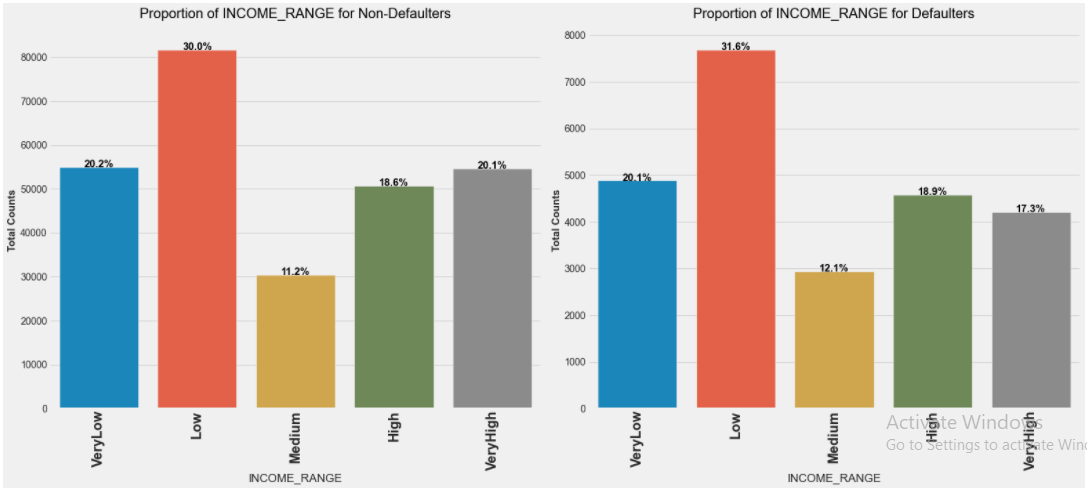 Proportion of INCOME_RANGE for Non-Defaulters
80000
70000
60000
50000
40000
30000
20000
10000
0
Total Counts
20.2%
30.0%
11.2%
18.6%
20.1%
VeryLow
Low
Medium
High
VeryHigh
INCOME_RANGE
Proportion of INCOME_RANGE for Defaulters
8000
7000
6000
5000
4000
3000
2000
1000
0
Total Counts
20.1%
31.6%
12.1%
18.9%
17.3%
VeryLow
Low
Medium
High
VeryHigh
INCOME_RANGE
Activate Windows
Go to Settings to activate Win